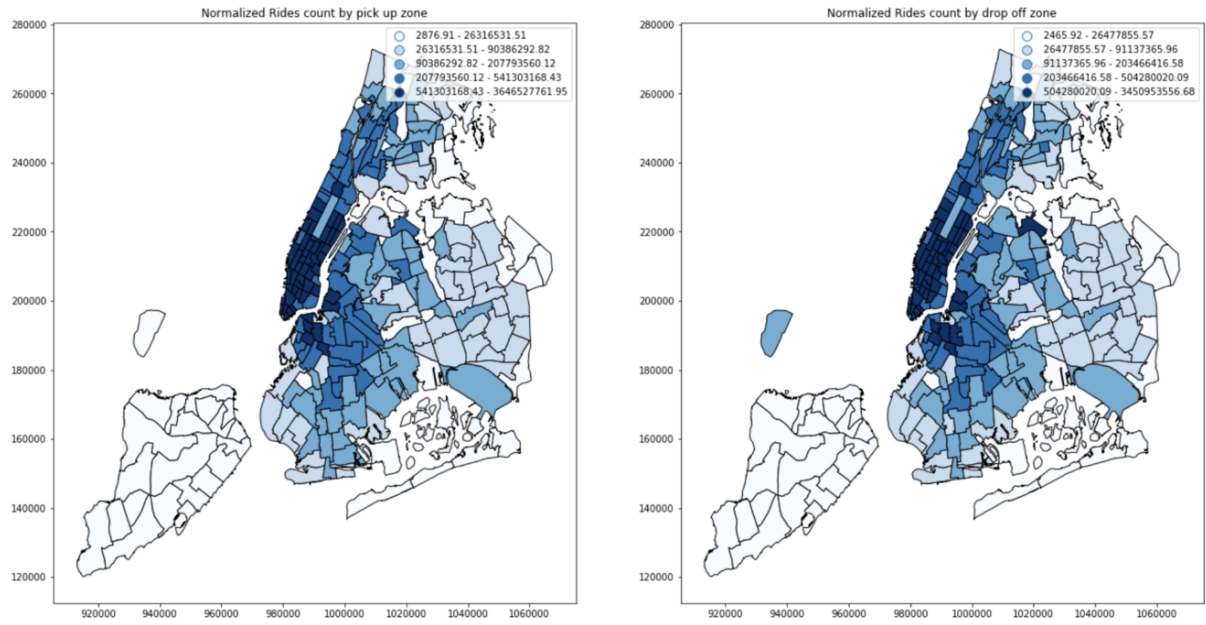 Normalized Rides count by pick up zone
2876.91 - 26316531.51
26316531.51 - 90386292.82
90386292.82 - 207793560.12
207793560.12 - 541303168.43
541303168.43 - 3646527761.95
280000
260000
240000
220000
200000
180000
160000
140000
120000
920000 940000 960000 980000 1000000 1020000 1040000 1060000
Normalized Rides count by drop off zone
2465.92 - 26477855.57
26477855.57 - 91137365.96
91137365.96 - 203466416.58
203466416.58 - 504280020.09
504280020.09 - 3450953556.68
280000
260000
240000
220000
200000
180000
160000
140000
120000
920000 940000 960000 980000 1000000 1020000 1040000 1060000